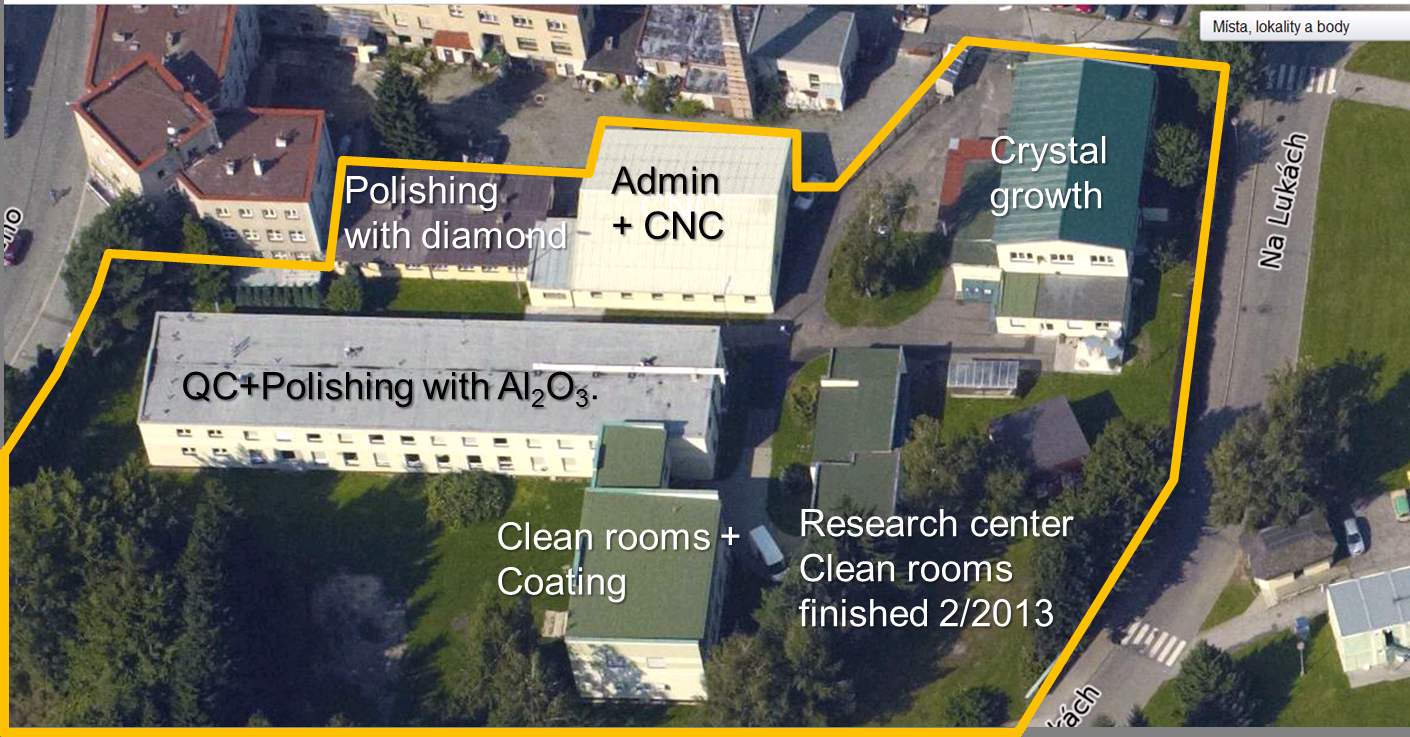 Místa, lokality a body
Crystal
growth
Polishing
with diamond
Admin
+ CNC
Na Lukách
QC+Polishing with Al₂O₃.
Clean rooms +
Coating
Research center
Clean rooms
finished 2/2013